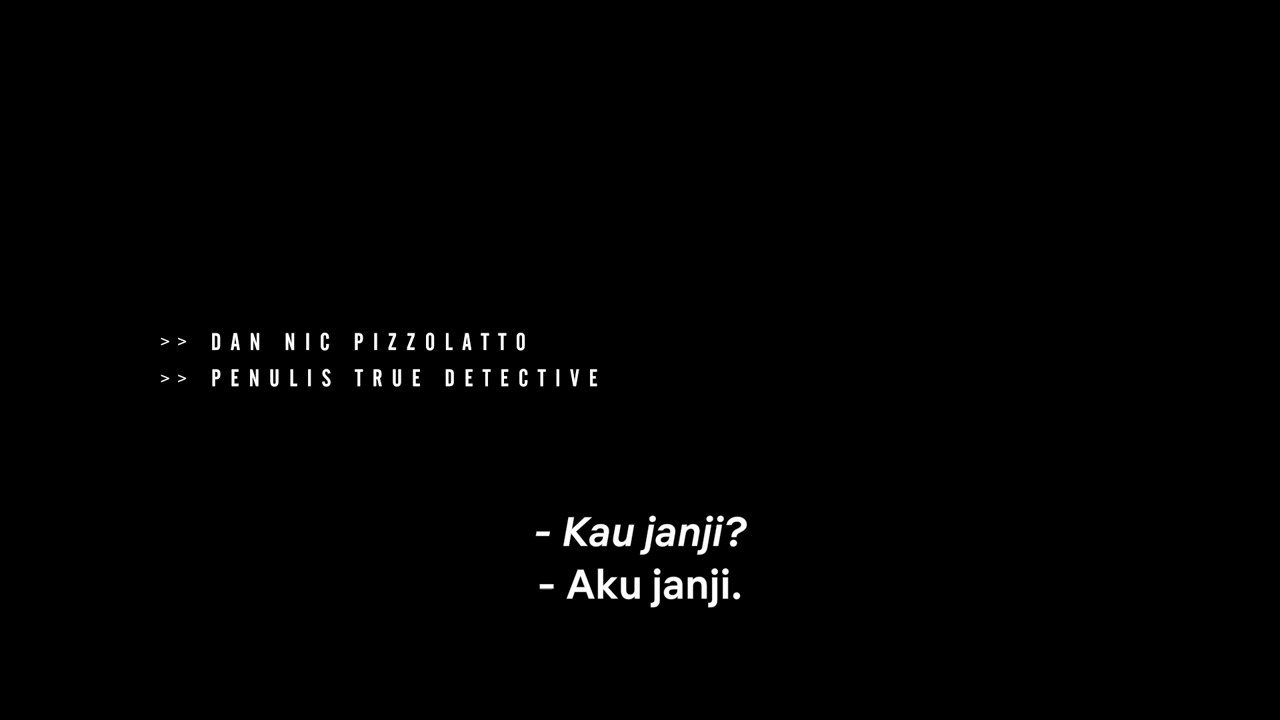 >> DAN NIC PIZZOLATTO
>> PENULIS TRUE DETECTIVE
- Kau janji?
- Aku janji.